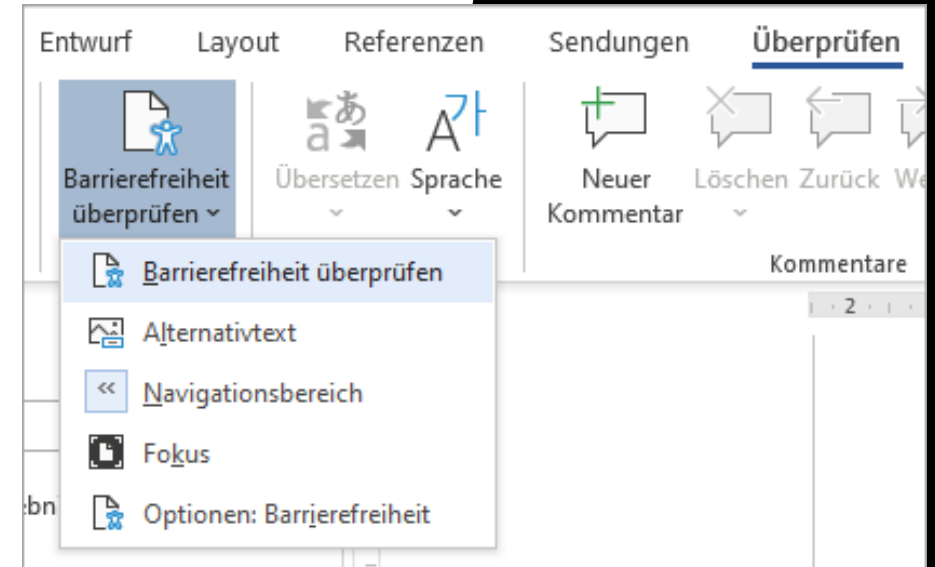 Entwurf Layout Referenzen Sendungen Überprüfen
Barrierefreiheit
überprüfen
Übersetzen Sprache
Neuer
Kommentar
Löschen Zurück
Kommentare
Barrierefreiheit überprüfen
Alternativtext
Navigationsbereich
Fokus
Optionen: Barrierefreiheit
2